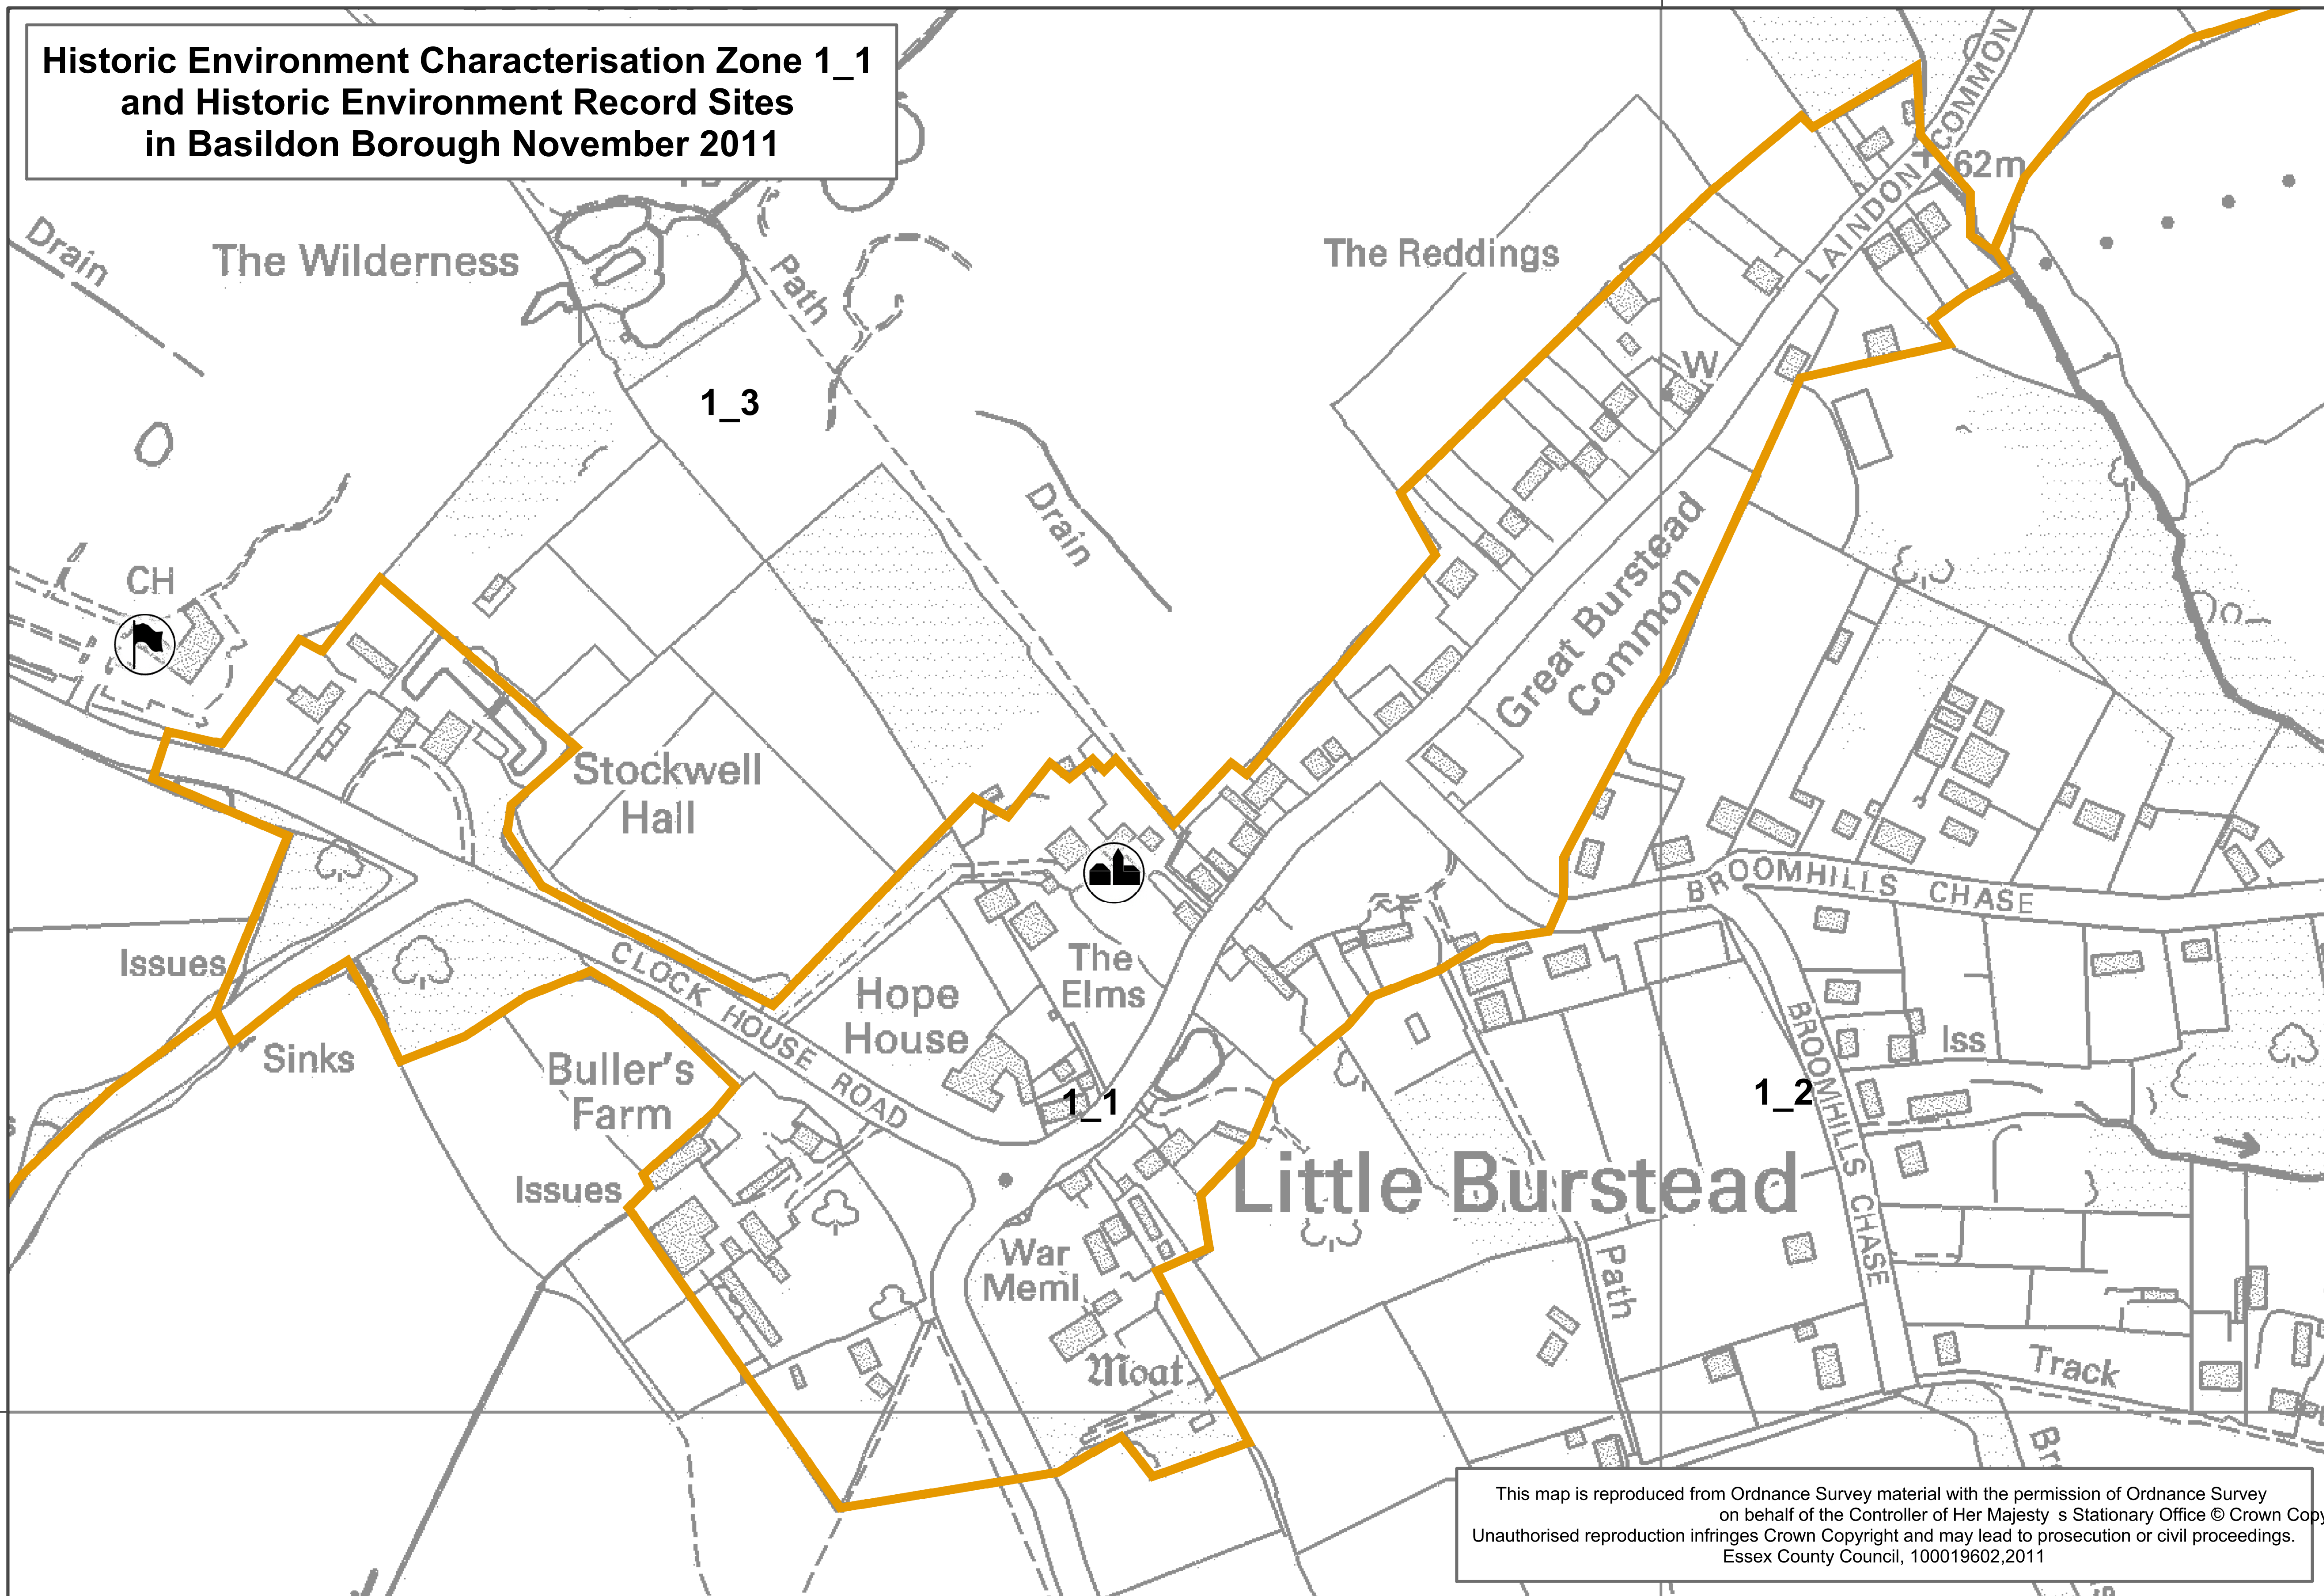 Historic Environment Characterisation Zone 1_1
and Historic Environment Record Sites
in Basildon Borough November 2011
LAINDON COMMON
62m
Drain
The Wilderness
Path
The Reddings
W
1_3
Drain
Great Burstead
Common
CH
Stockwell
Hall
BROOMHILLS CHASE
Issues
CLOCK HOUSE ROAD
The
Elms
Hope
House
Sinks
Buller's
Farm
1_1
BROOMHILLS CHASE
Iss
1_2
Issues
Little Burstead
War
Meml
Path
Moat
Track
This map is reproduced from Ordnance Survey material with the permission of Ordnance Survey
on behalf of the Controller of Her Majesty s Stationary Office © Crown Copy
Unauthorised reproduction infringes Crown Copyright and may lead to prosecution or civil proceedings.
Essex County Council, 100019602,2011